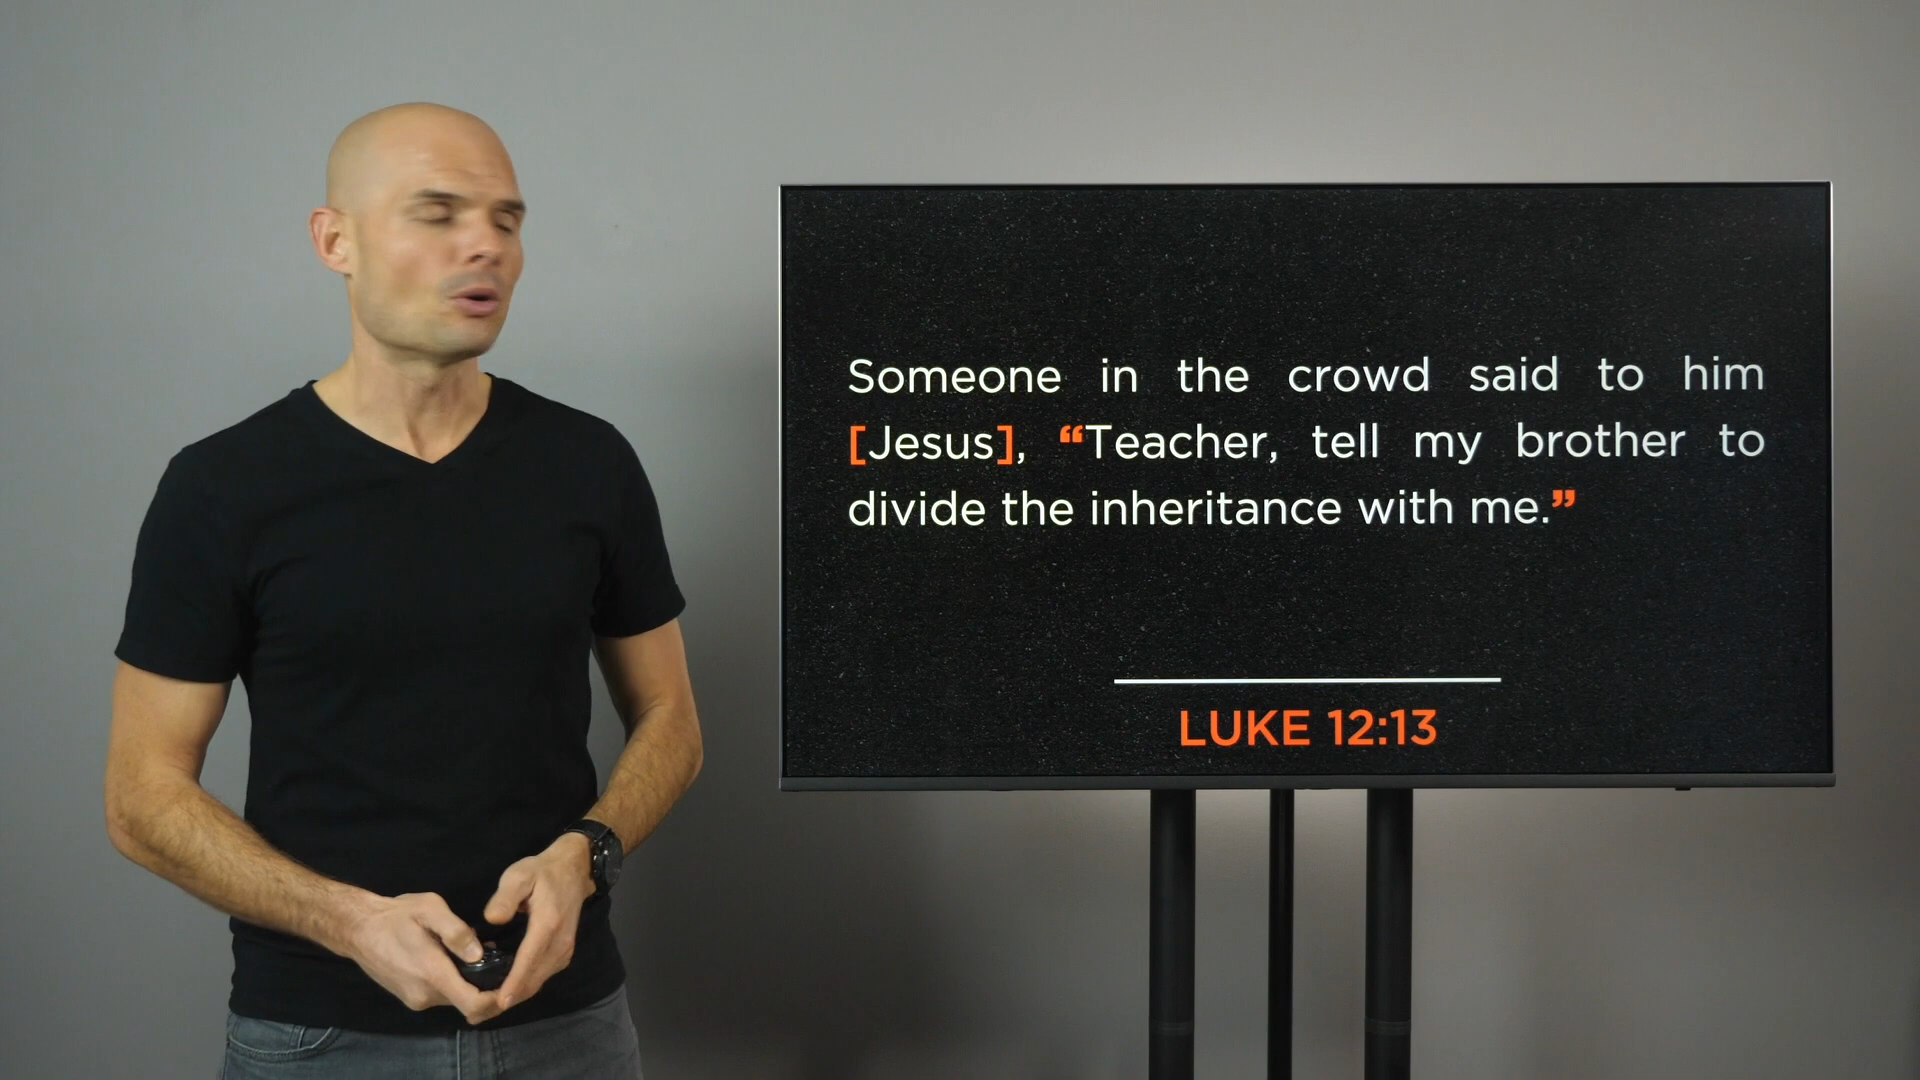 Someone in the crowd said to him
[Jesus], “Teacher, tell my brother to
divide the inheritance with me.”
LUKE 12:13